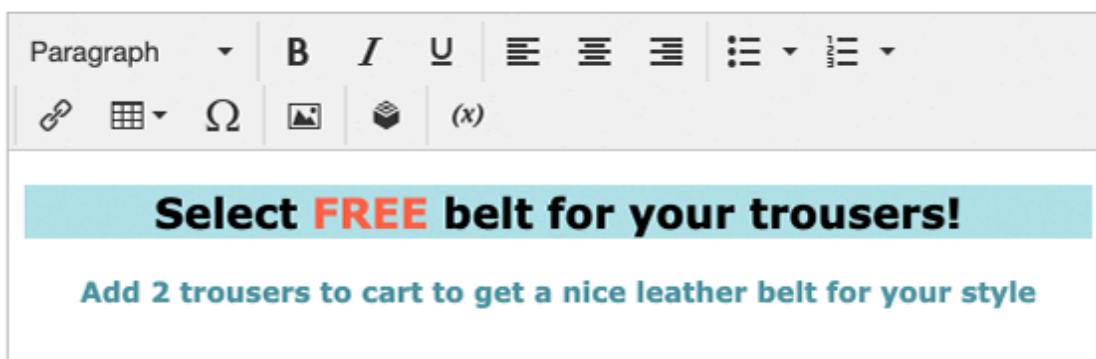 Paragraph B I U
Ω (x)
Select FREE belt for your trousers!
Add 2 trousers to cart to get a nice leather belt for your style